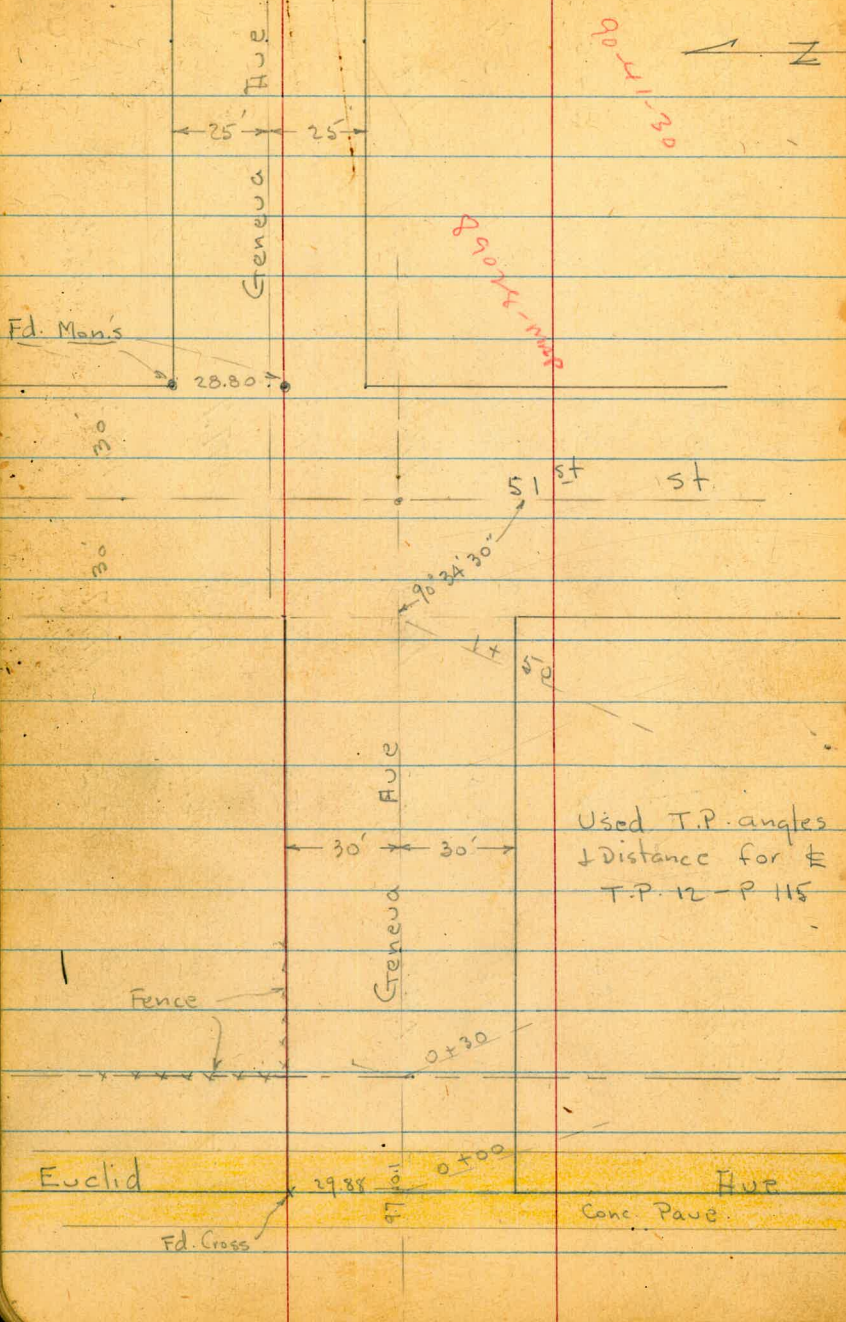 Geneva Ave
N
90-41-30
25' 25
Fd. Mon.s
28.80
30'
51 st St
30'
90° 34' 30"
1+
Geneva Ave
30' 30'
Used T.P. angles
& Distance for ℄
T.P. 12 - P 115
Fence
0+30
0+00
Euclid Ave
29.88
Conc. Pave.
Fd. Cross